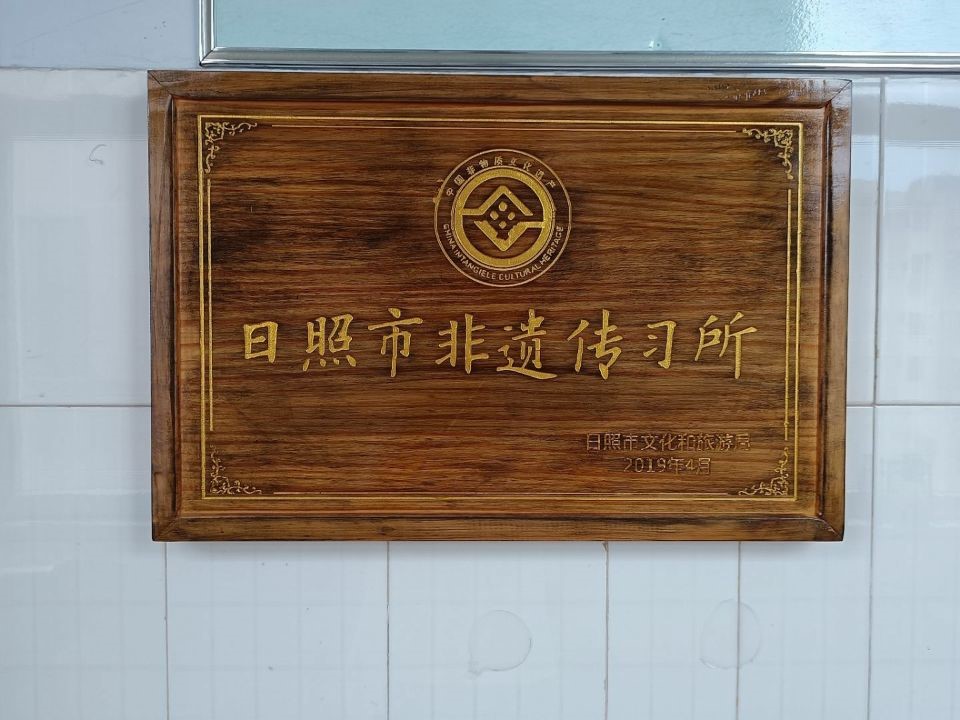 中国非物质文化遗产
CHINA INTANGIELE CULTURAL HERITAGE
日照市非遗传习所
日照市文化和旅游局
2019年4月